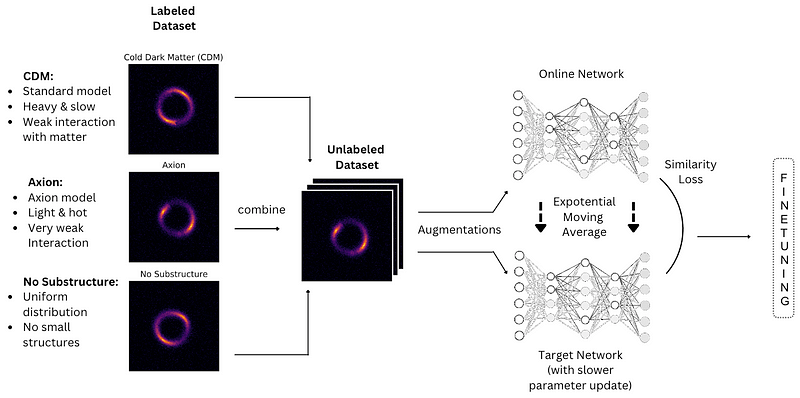 Labeled
Dataset
Cold Dark Matter (CDM)
CDM:
Standard model
Heavy & slow
Weak interaction
with matter
Axion
Axion:
Axion model
Light & hot
Very weak
Interaction
No Substructure
No Substructure:
Uniform
distribution
No small
structures
combine
Unlabeled
Dataset
Augmentations
Online Network
Expotential
Moving
Average
Target Network
(with slower
parameter update)
Similarity
Loss
FINETUNING